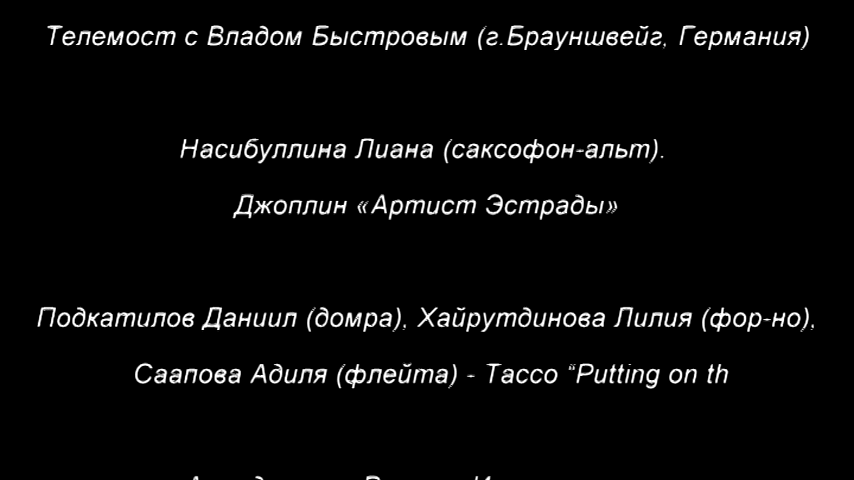 Телемост с Владом Быстровым (г.Брауншвейг, Германия)
Насибуллина Лиана (саксофон-альт).
Джоплин «Артист Эстрады»
Подкатилов Даниил (домра), Хайрутдинова Лилия (фор-но),
Саапова Адиля (флейта) - Тассо “Putting on th